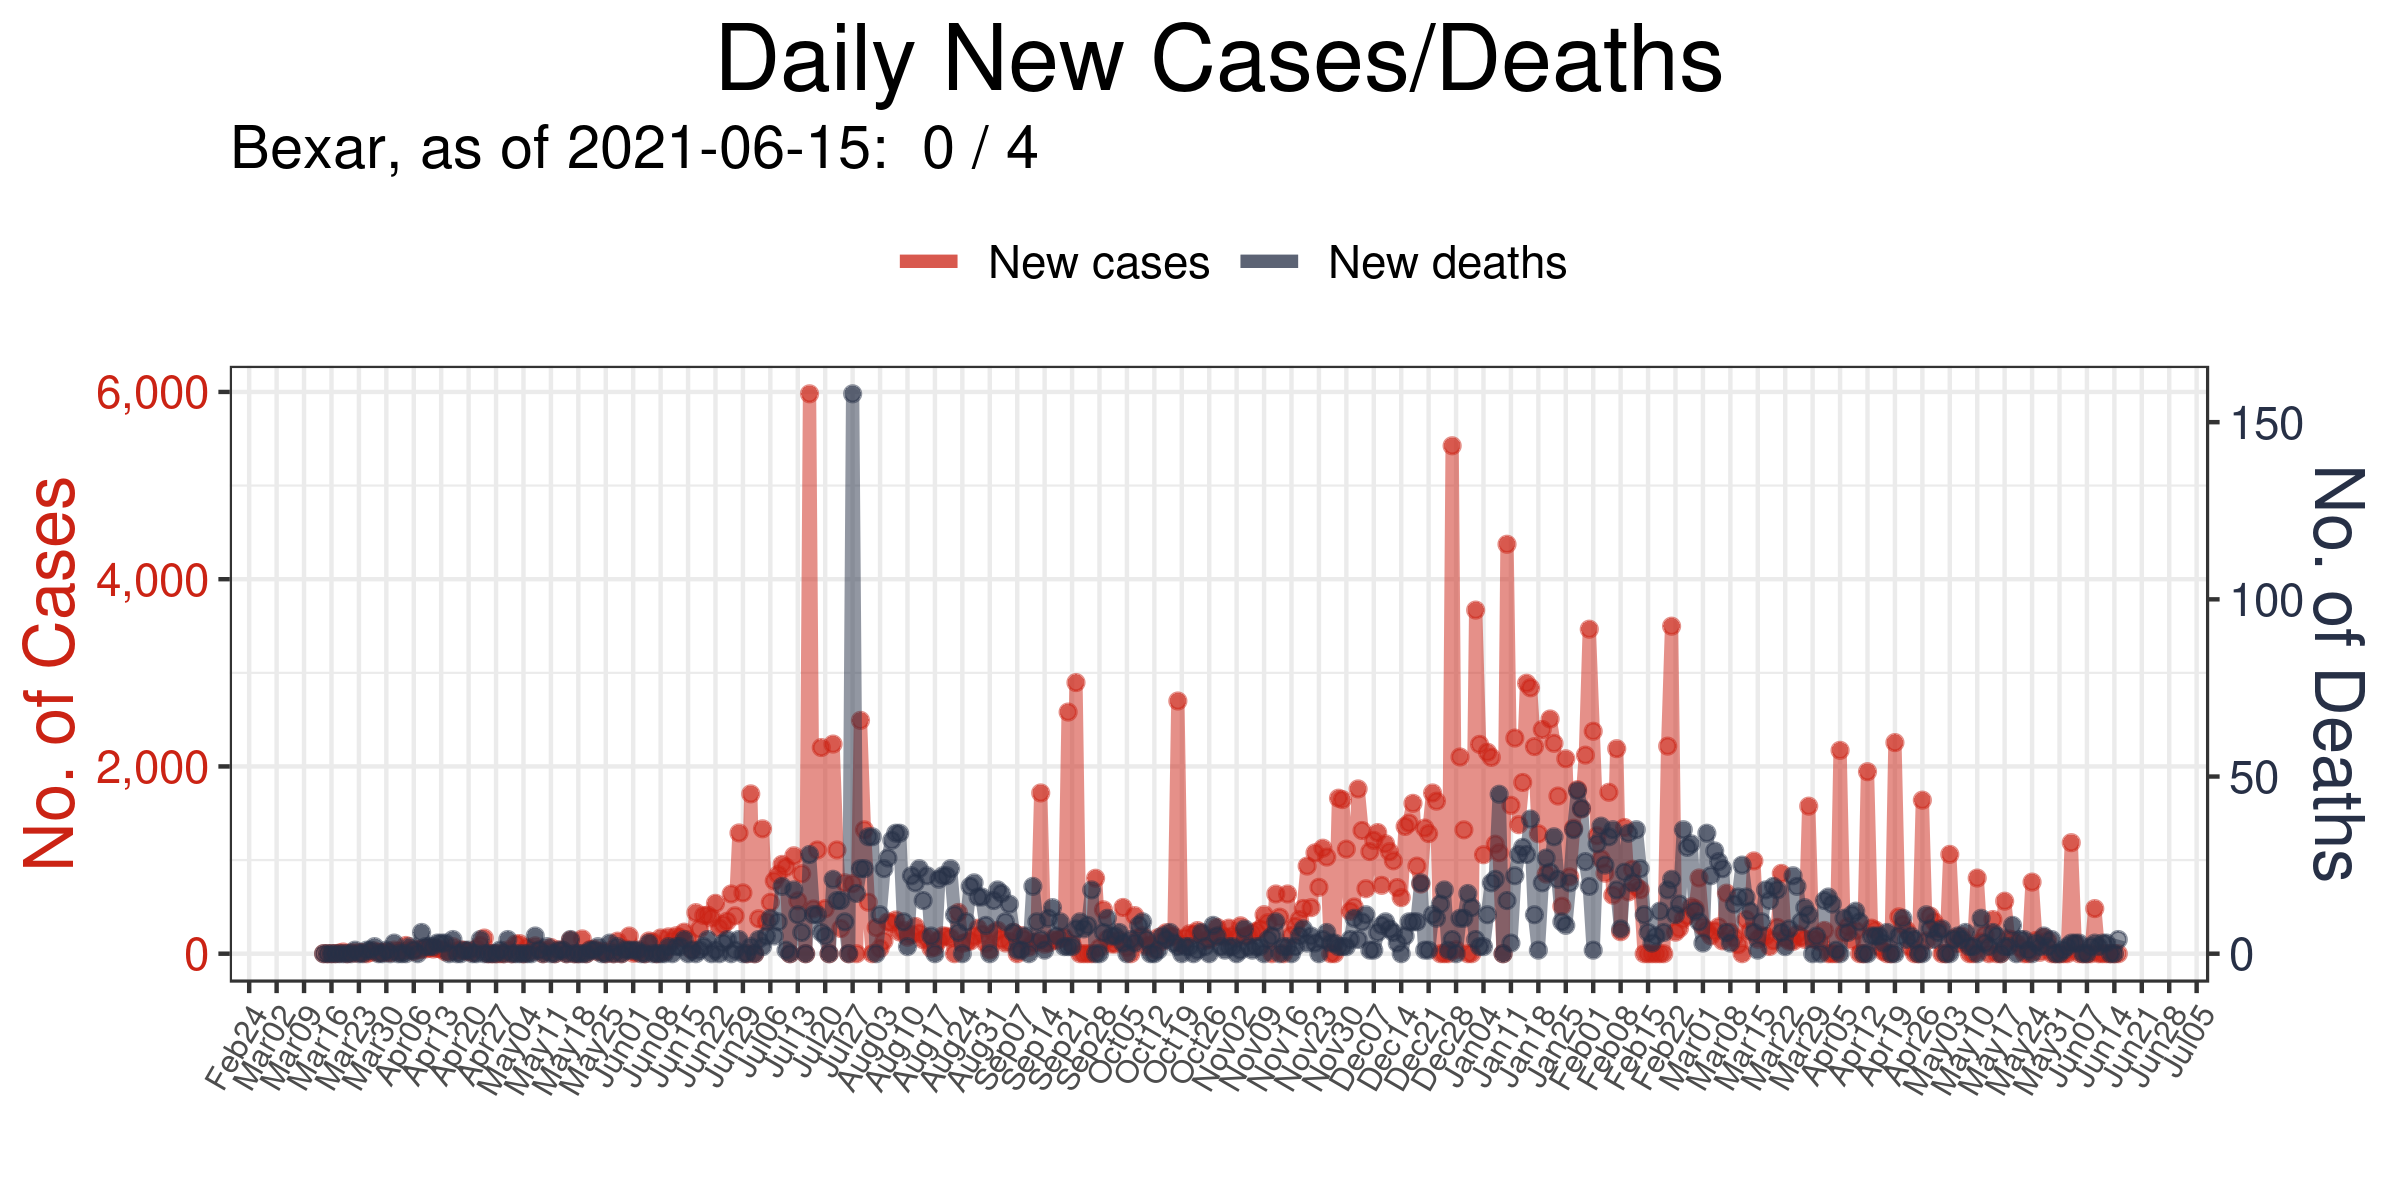 Daily New Cases/Deaths
Bexar, as of 2021-06-15:  0 / 4
New cases
New deaths
No. of Cases
6,000
4,000
2,000
0
150
100
50
0
No. of Deaths
Feb24
Mar02
Mar09
Mar16
Mar23
Mar30
Apr06
Apr13
Apr20
Apr27
May04
May11
May18
May25
Jun01
Jun08
Jun15
Jun22
Jun29
Jul06
Jul13
Jul20
Jul27
Aug03
Aug10
Aug17
Aug24
Aug31
Sep07
Sep14
Sep21
Sep28
Oct05
Oct12
Oct19
Oct26
Nov02
Nov09
Nov16
Nov23
Nov30
Dec07
Dec14
Dec21
Dec28
Jan04
Jan11
Jan18
Jan25
Feb01
Feb08
Feb15
Feb22
Mar01
Mar08
Mar15
Mar22
Mar29
Apr05
Apr12
Apr19
Apr26
May03
May10
May17
May24
May31
Jun07
Jun14
Jun21
Jun28
Jul05